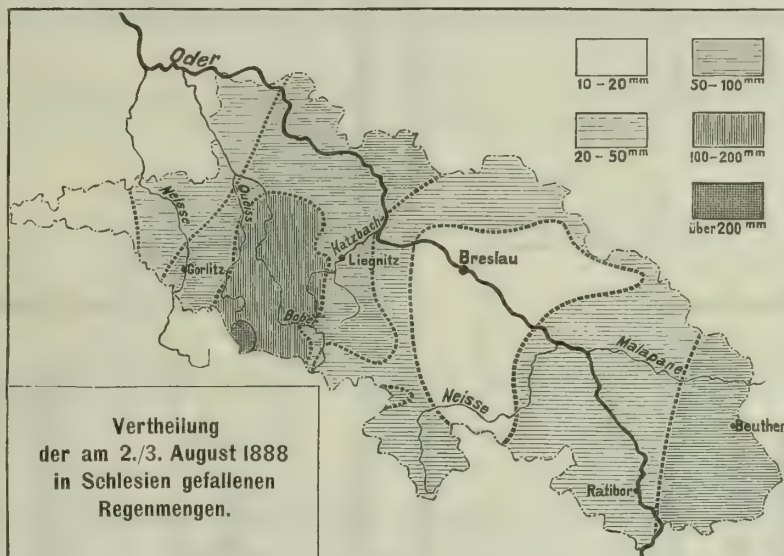 Oder
10-20 mm
50-100 mm
20-50 mm
100-200 mm
über 200 mm
Neisse
Queiss
Katzbach
Liegnitz
Görlitz
Breslau
Bober
Malapane
Neisse
Beuthen
Ratibor
Vertheilung
der am 2./3. August 1888
in Schlesien gefallenen
Regenmengen.